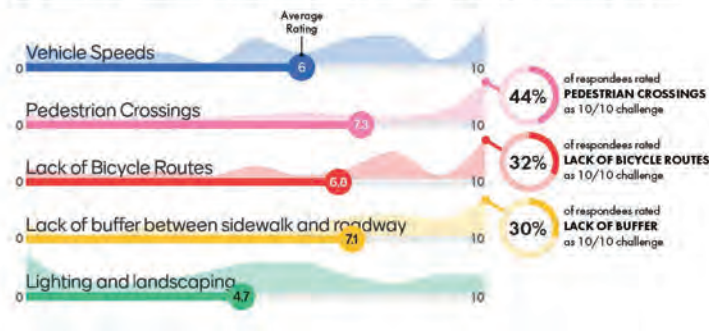 Average
Rating
Vehicle Speeds
0 6 10
Pedestrian Crossings
0 7.3 10
44%
of respondees rated
PEDESTRIAN CROSSINGS
as 10/10 challenge
Lack of Bicycle Routes
0 6.8 10
32%
of respondees rated
LACK OF BICYCLE ROUTES
as 10/10 challenge
Lack of buffer between sidewalk and roadway
0 7.1 10
30%
of respondees rated
LACK OF BUFFER
as 10/10 challenge
Lighting and landscaping
0 4.7 10